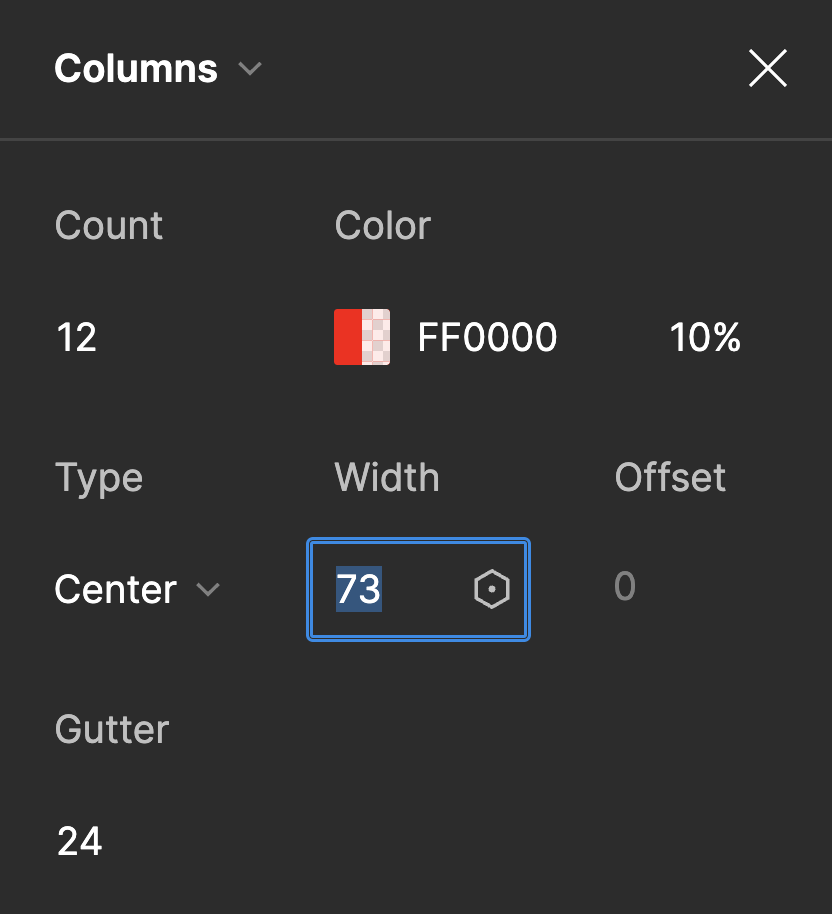 Columns
Count Color
12 FF0000 10%
Type Width Offset
Center 73 0
Gutter
24